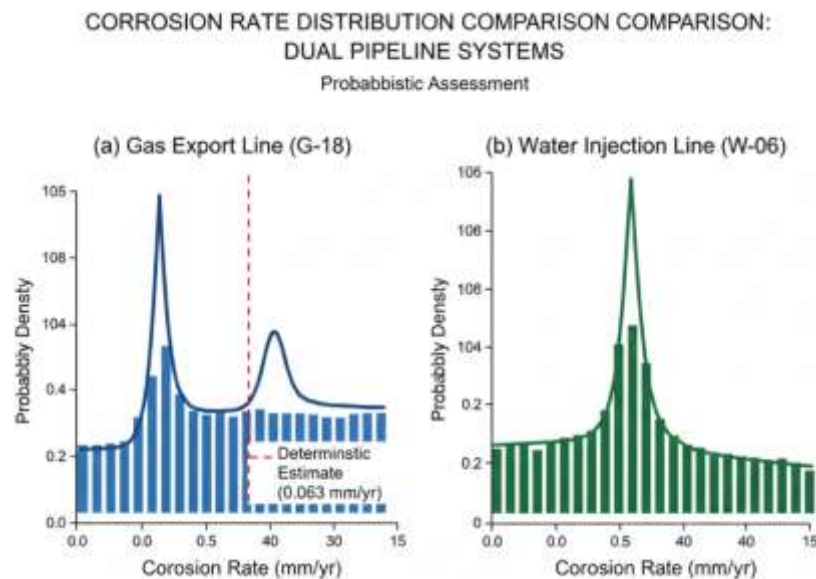 CORROSION RATE DISTRIBUTION COMPARISON COMPARISON:
DUAL PIPELINE SYSTEMS
Probabbistic Assessment
(a) Gas Export Line (G-18)
105
108
104
0.4
0.2
0.0
Probabbiy Densty
0.0
0.0
0.5
40
30
15
Corosion Rate (mm/yr)
Determinstic
Estimate
(0.063 mm/yr)
(b) Water Injection Line (W-06)
106
106
106
104
0.2
0.2
0.0
Probabbly Density
0.0
0.0
0.5
40
40
15
Corosion Rate (mm/yr)